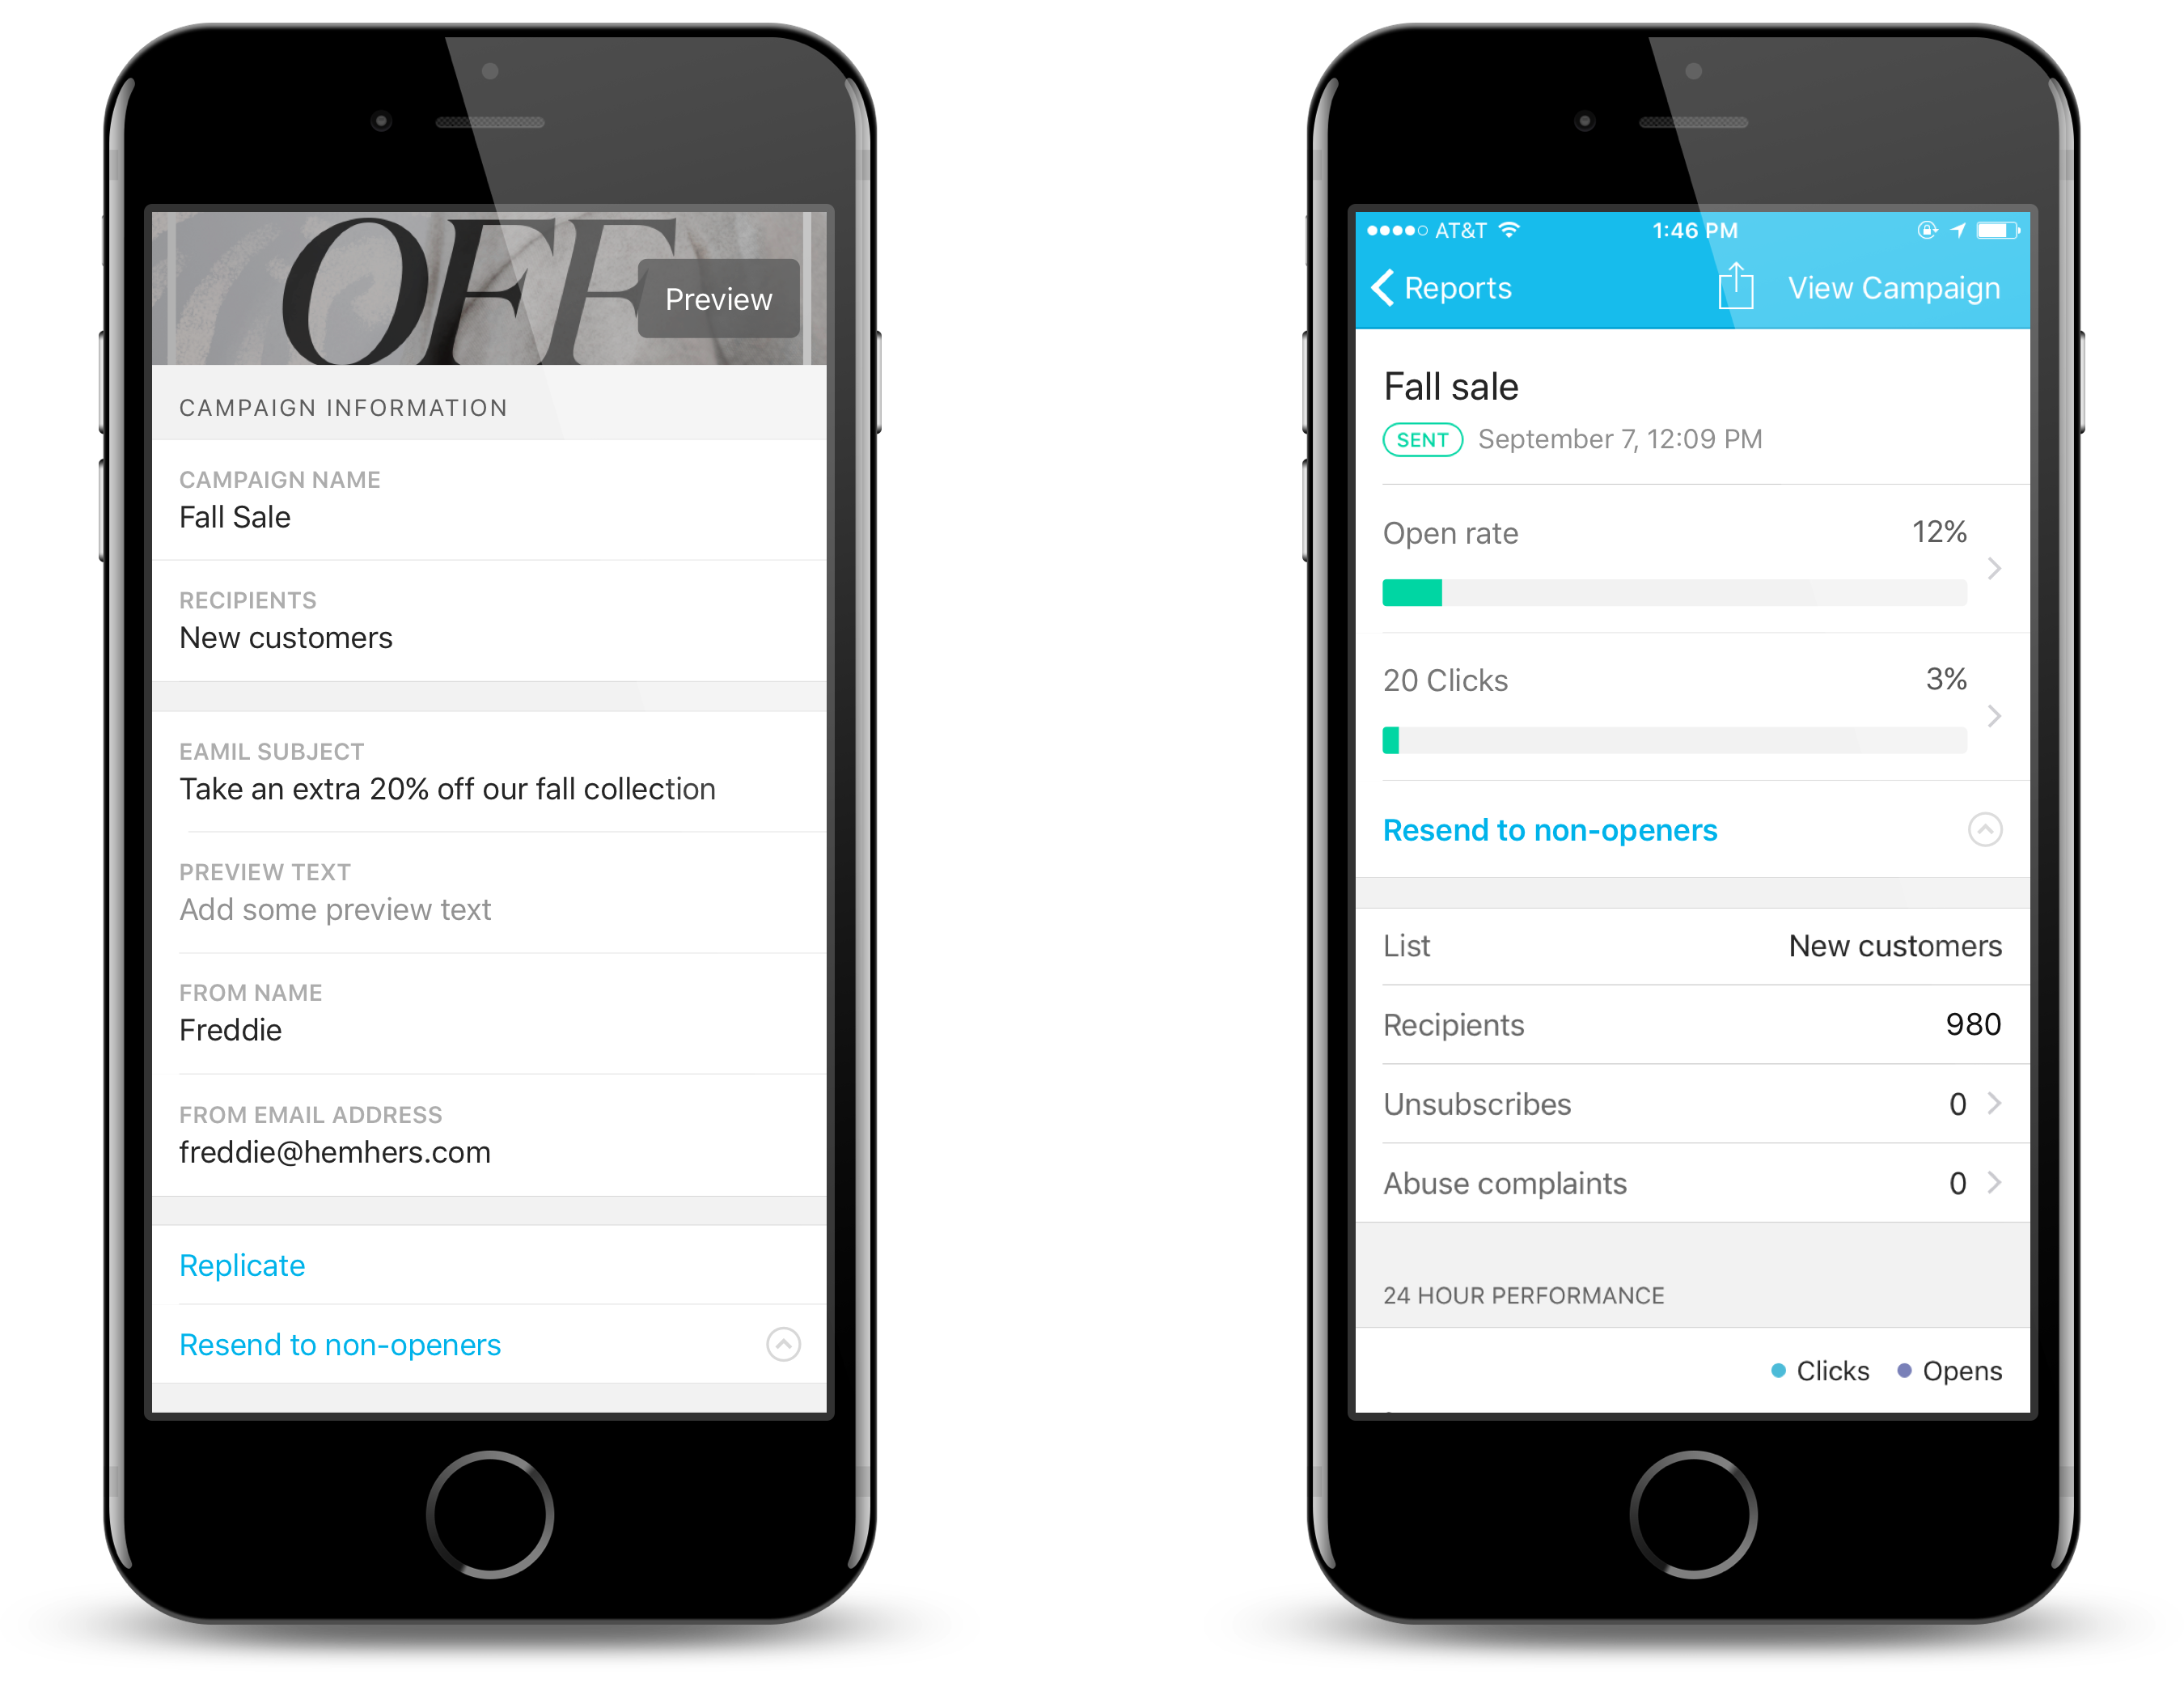 OFF
Preview
CAMPAIGN INFORMATION
CAMPAIGN NAME
Fall Sale
RECIPIENTS
New customers
EAMIL SUBJECT
Take an extra 20% off our fall collection
PREVIEW TEXT
Add some preview text
FROM NAME
Freddie
FROM EMAIL ADDRESS
freddie@hemhers.com
Replicate
Resend to non-openers
AT&T 1:46 PM
Reports View Campaign
Fall sale
SENT September 7, 12:09 PM
Open rate 12%
20 Clicks 3%
Resend to non-openers
List New customers
Recipients 980
Unsubscribes 0
Abuse complaints 0
24 HOUR PERFORMANCE
Clicks Opens